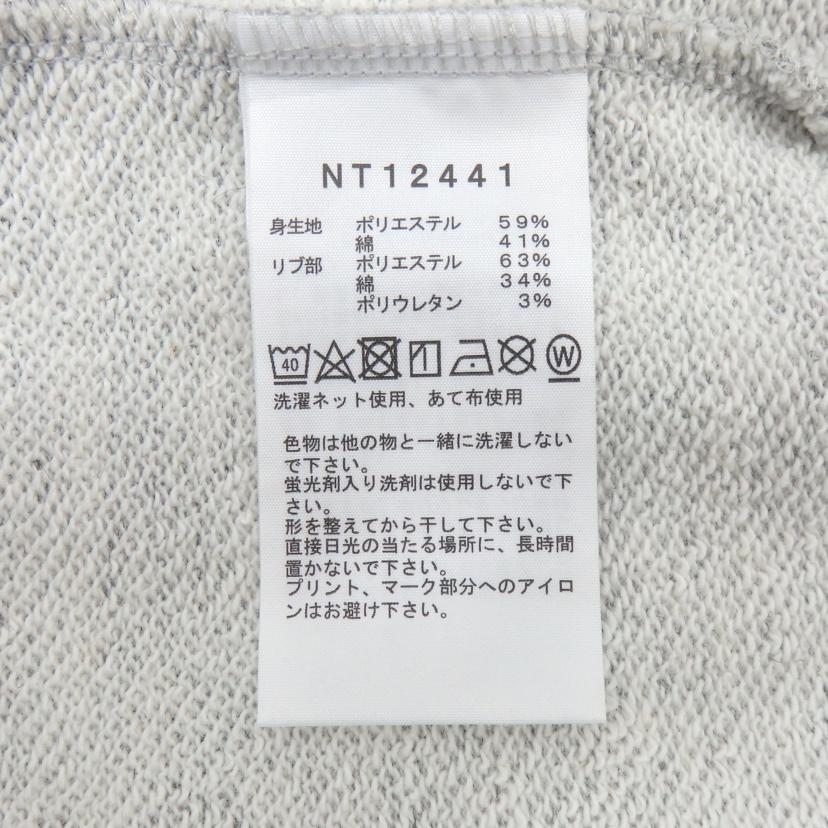 NT12441
身生地 ポリエステル 59%
綿 41%
リブ部 ポリエステル 63%
綿 34%
ポリウレタン 3%
40 W
洗濯ネット使用、あて布使用
色物は他の物と一緒に洗濯しない
で下さい。
蛍光剤入り洗剤は使用しないで下
さい。
形を整えてから干して下さい。
直接日光の当たる場所に、長時間
置かないで下さい。
プリント、マーク部分へのアイロ
ンはお避け下さい。